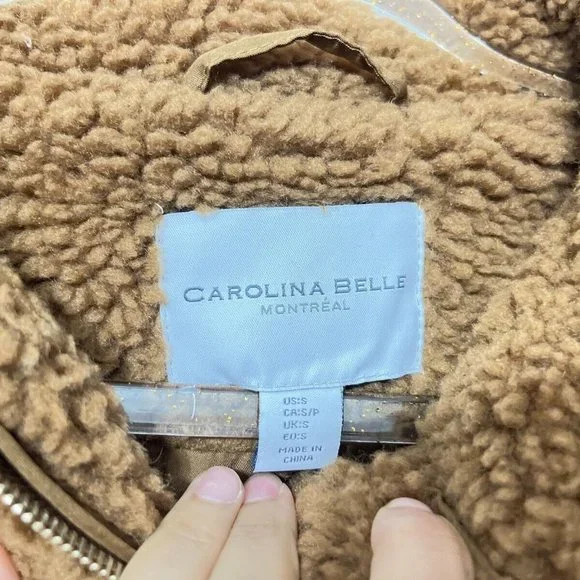 CAROLINA BELLE
MONTRÉAL
US:S
CA:S/P
UK:S
EU:S
MADE IN
CHINA